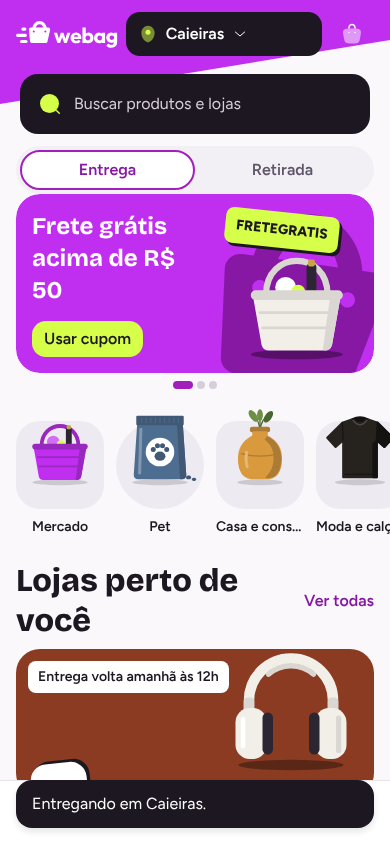 webag
Caieiras
Buscar produtos e lojas
Entrega
Retirada
Frete grátis
acima de R$
50
FRETEGRATIS
Usar cupom
Mercado
Pet
Casa e cons...
Moda e calç
Lojas perto de
você
Ver todas
Entrega volta amanhã às 12h
Entregando em Caieiras.